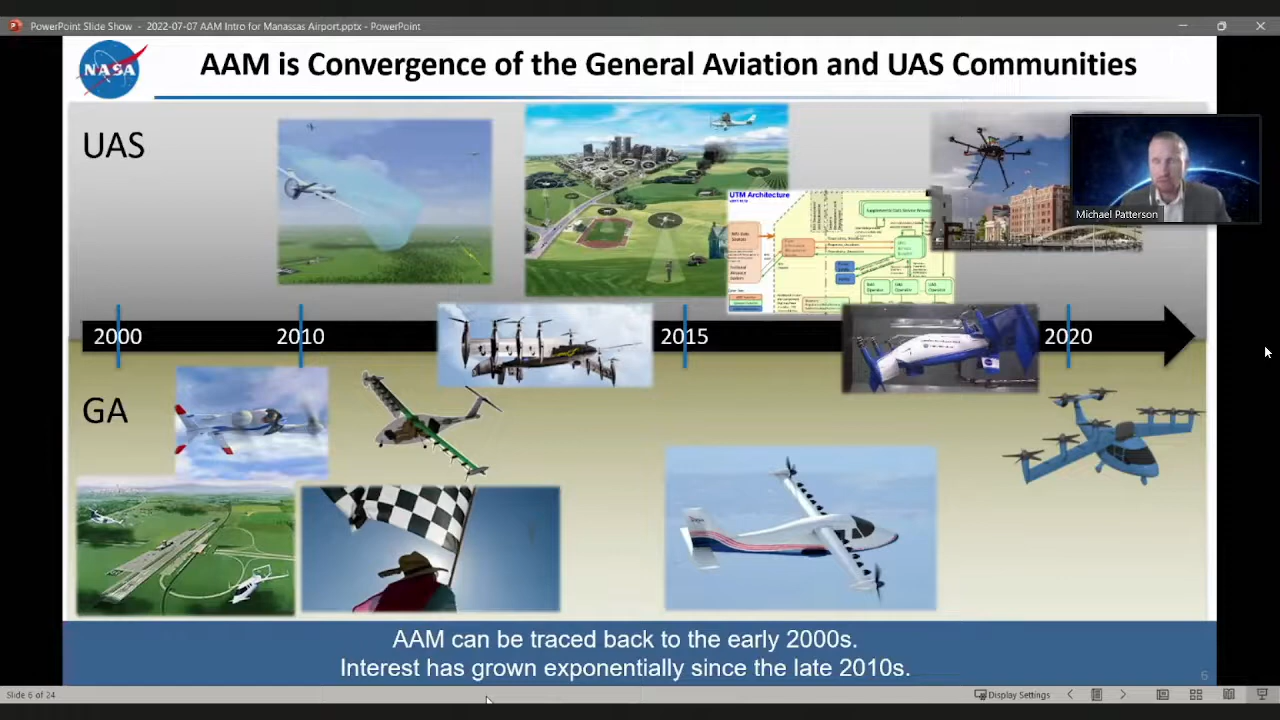 PowerPoint Slide Show - 2022-07-07 AAM Intro for Manassas Airport.pptx - PowerPoint
NASA
AAM is Convergence of the General Aviation and UAS Communities
UAS
UTM Architecture
Michael Patterson
2000
2010
2015
2020
GA
AAM can be traced back to the early 2000s.
Interest has grown exponentially since the late 2010s.
6
Slide 6 of 24
Display Settings